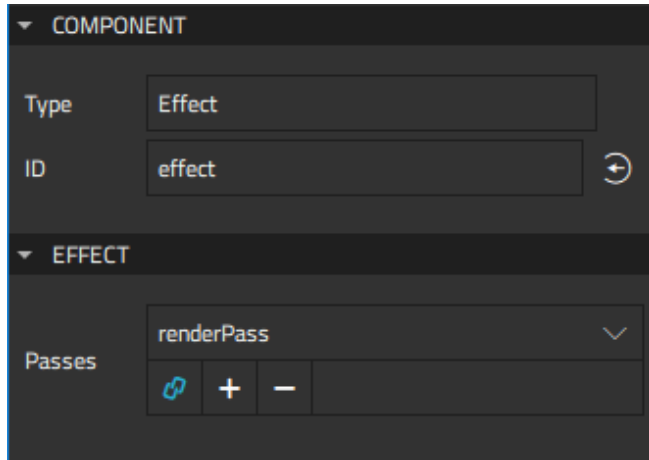 COMPONENT
Type Effect
ID effect
EFFECT
renderPass
Passes